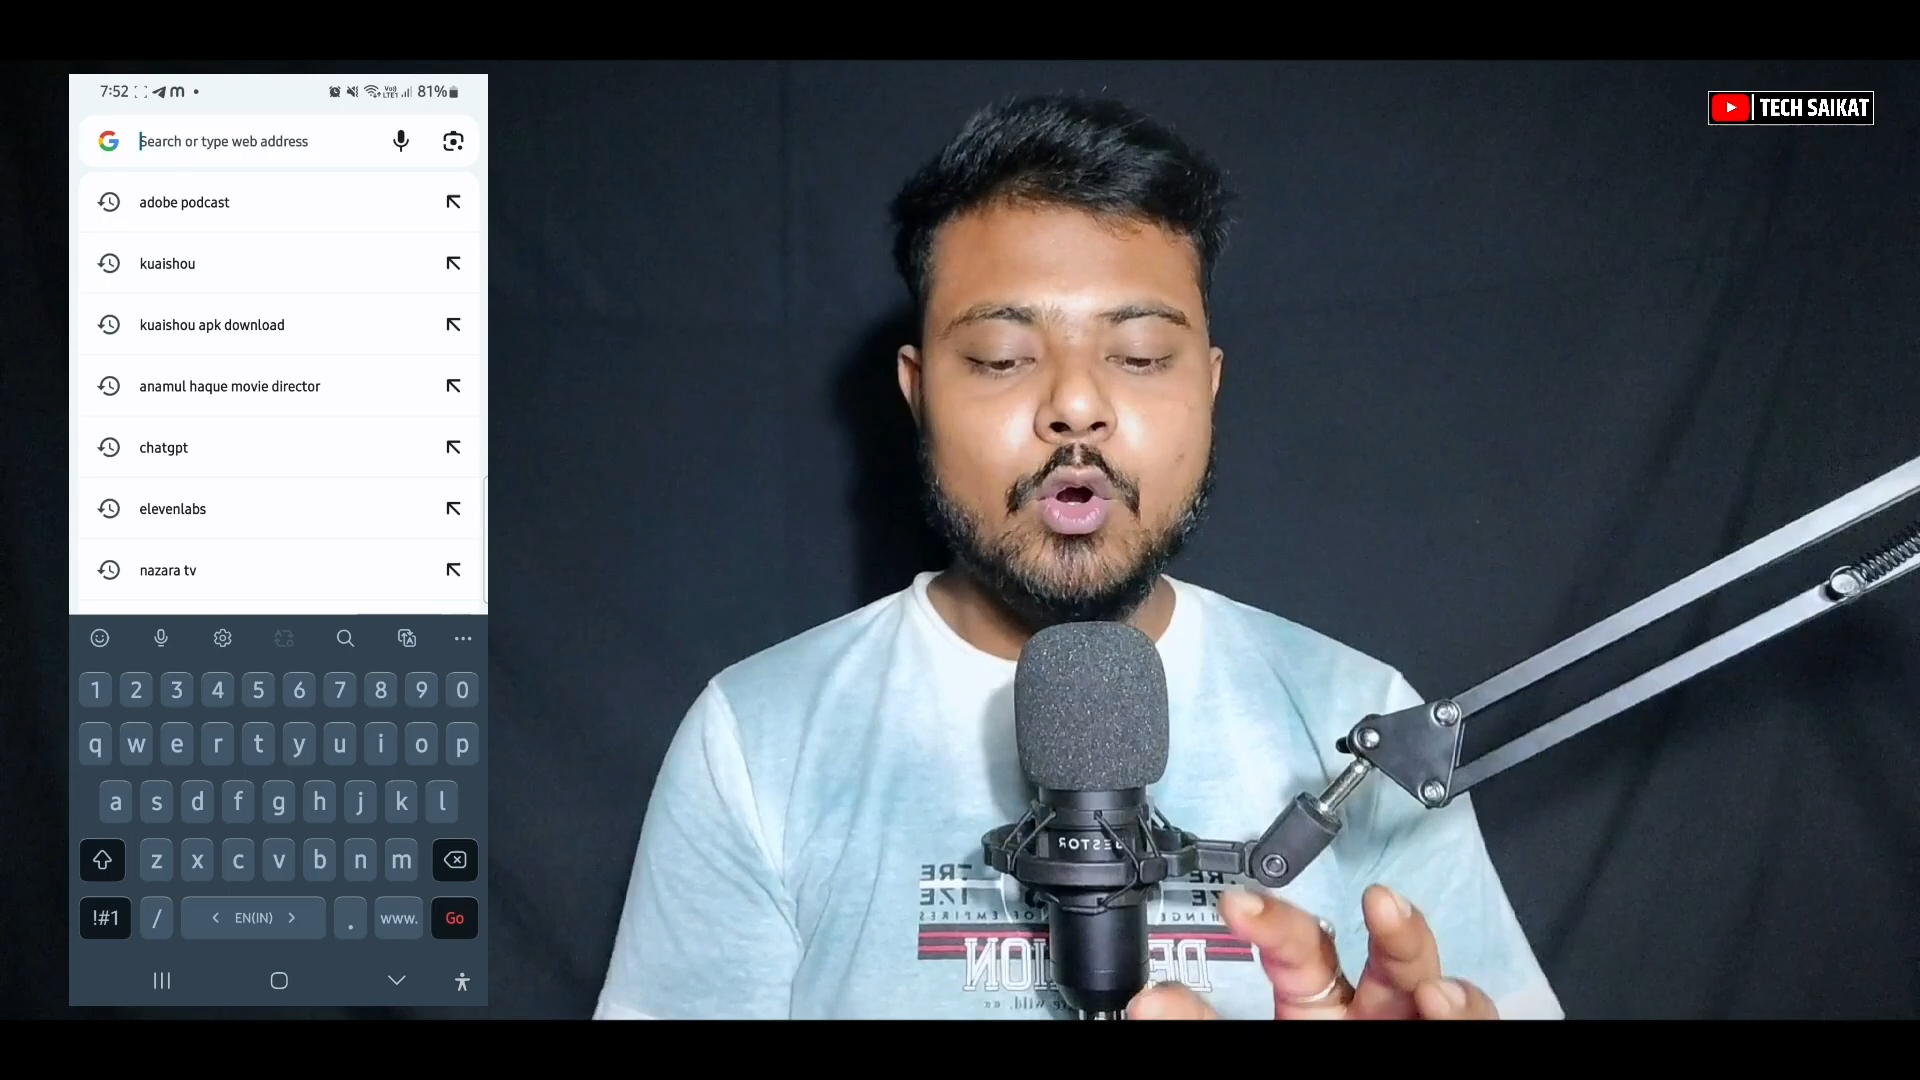 7:52
Voi)
LTE1
81%
Search or type web address
adobe podcast
kuaishou
kuaishou apk download
anamul haque movie director
chatgpt
elevenlabs
nazara tv
1 2 3 4 5 6 7 8 9 0
q w e r t y u i o p
a s d f g h j k l
z x c v b n m
!#1 / < EN(IN) > . www. Go
TECH SAIKAT